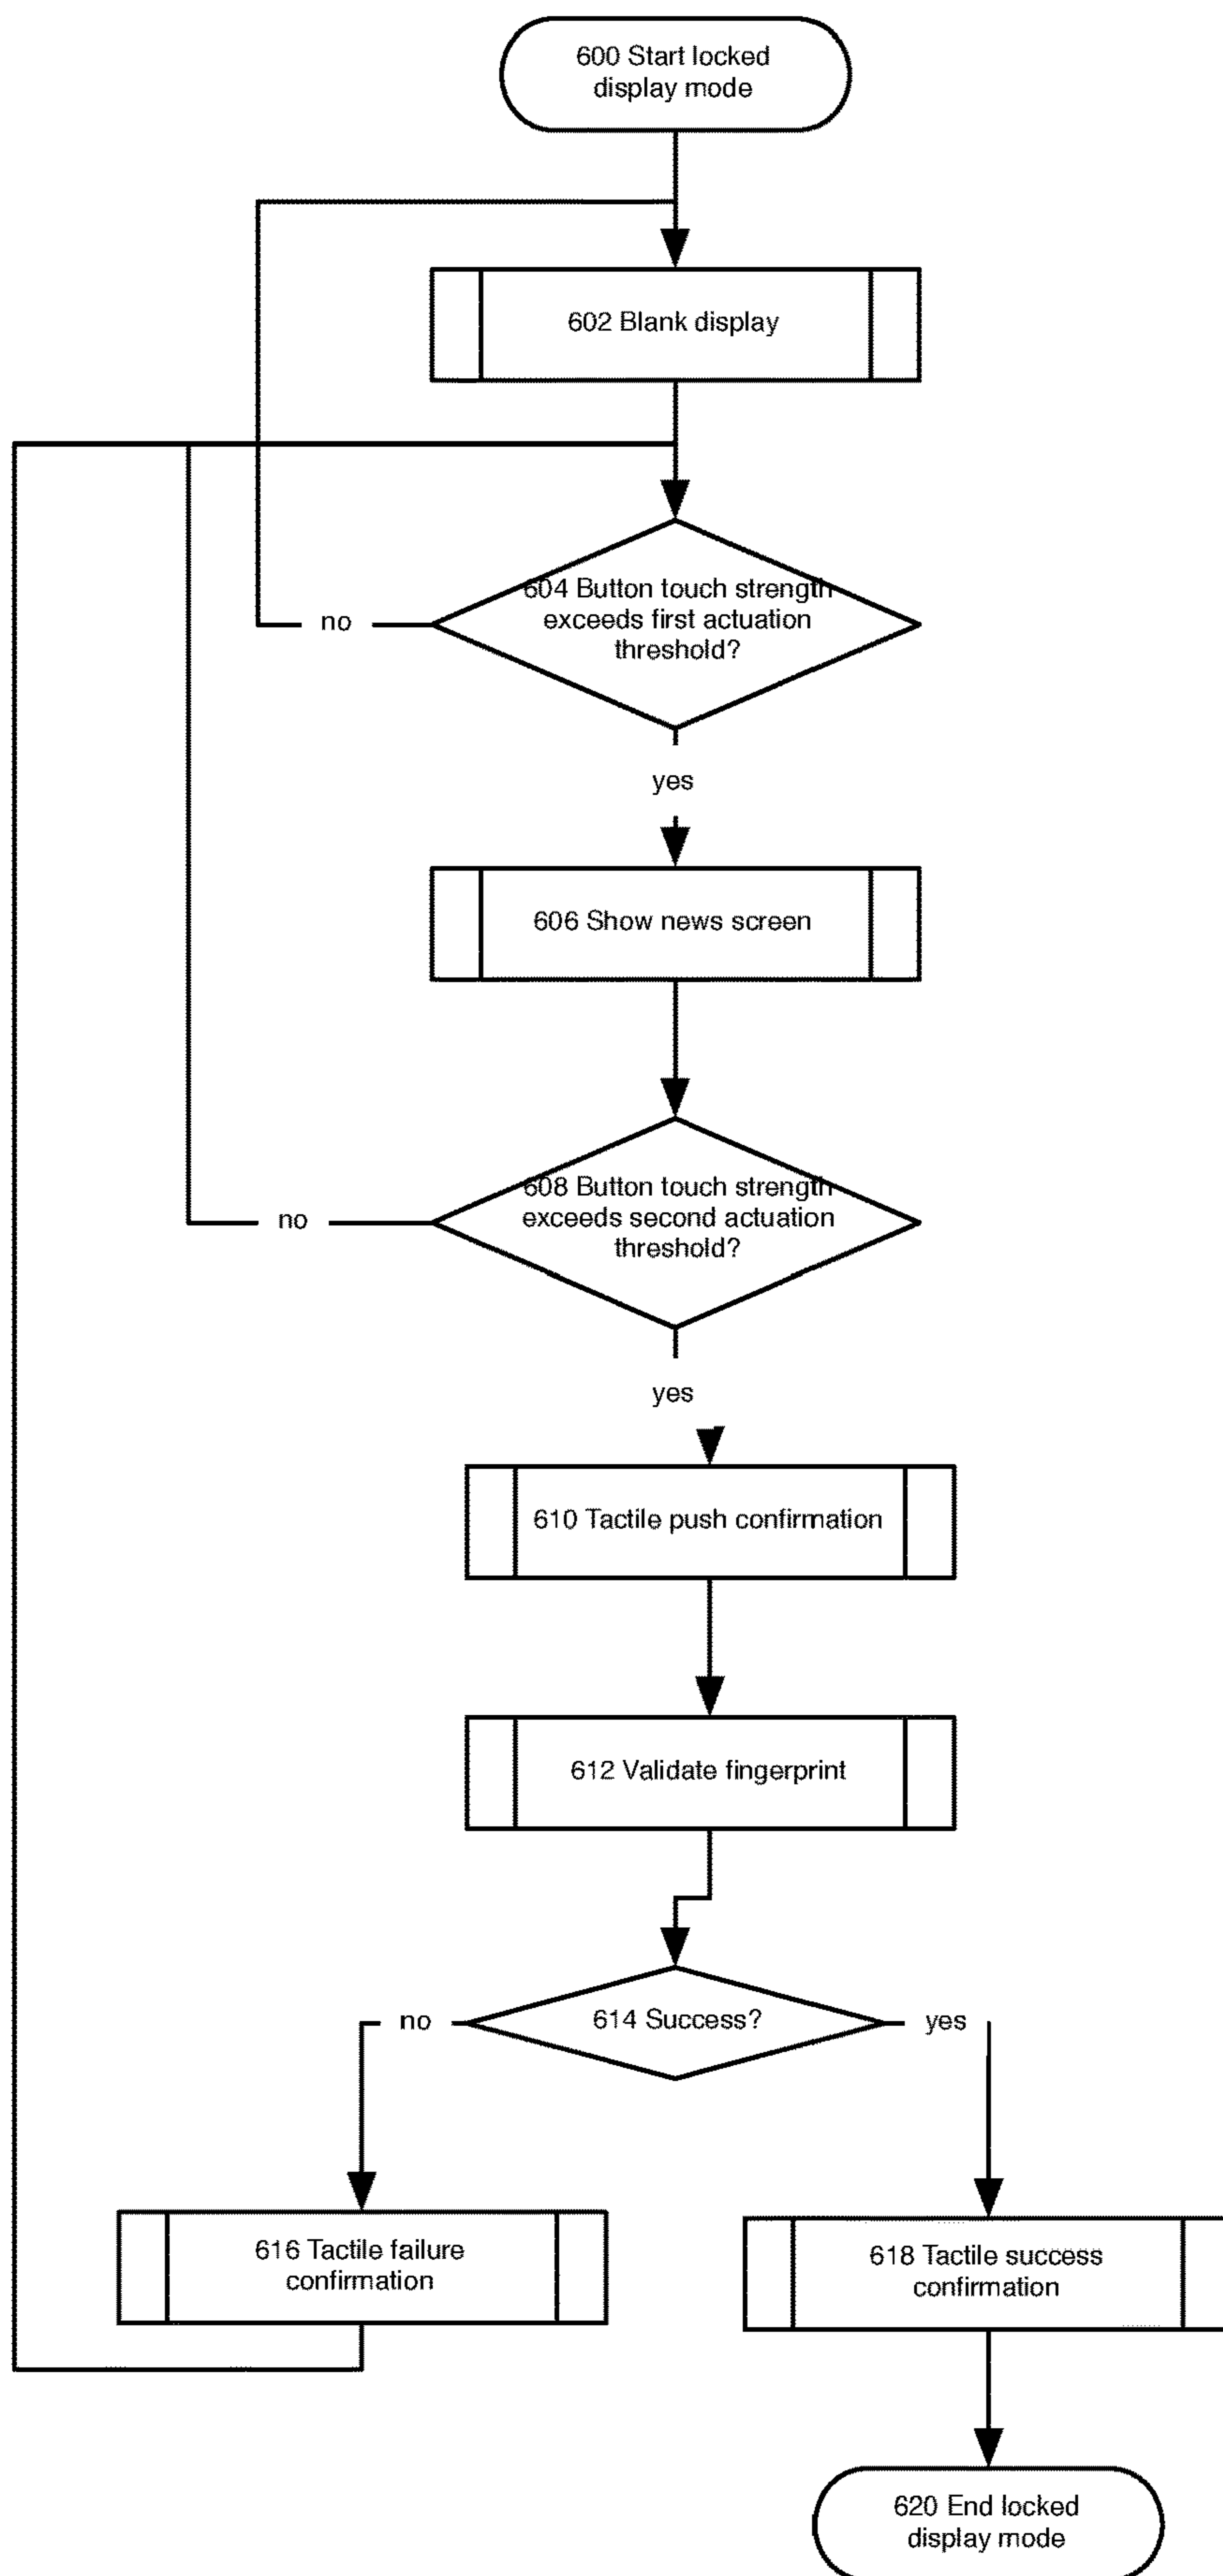 600 Start locked
display mode
602 Blank display
604 Button touch strength
exceeds first actuation
threshold?
no
yes
606 Show news screen
608 Button touch strength
exceeds second actuation
threshold?
no
yes
610 Tactile push confirmation
612 Validate fingerprint
614 Success?
no
yes
616 Tactile failure
confirmation
618 Tactile success
confirmation
620 End locked
display mode